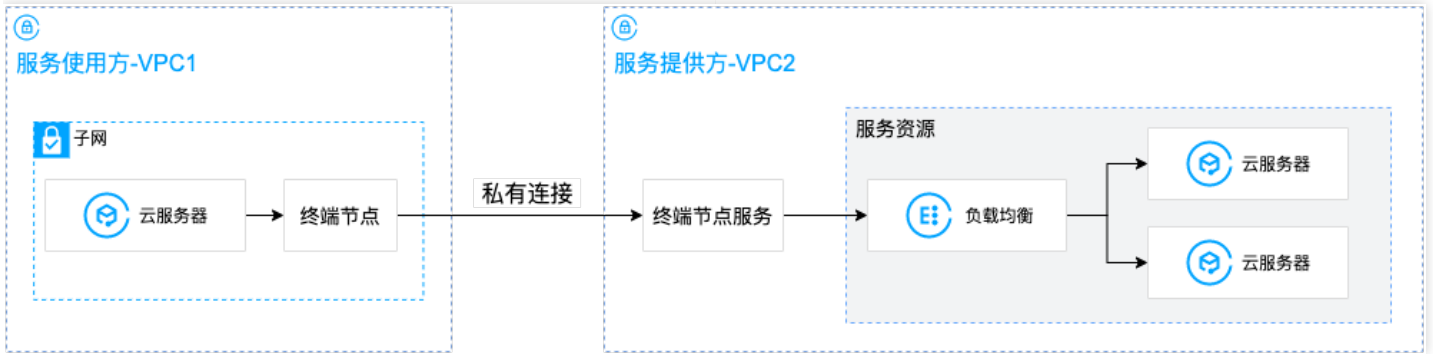 服务使用方-VPC1
子网
云服务器
终端节点
私有连接
服务提供方-VPC2
终端节点服务
服务资源
负载均衡
云服务器
云服务器